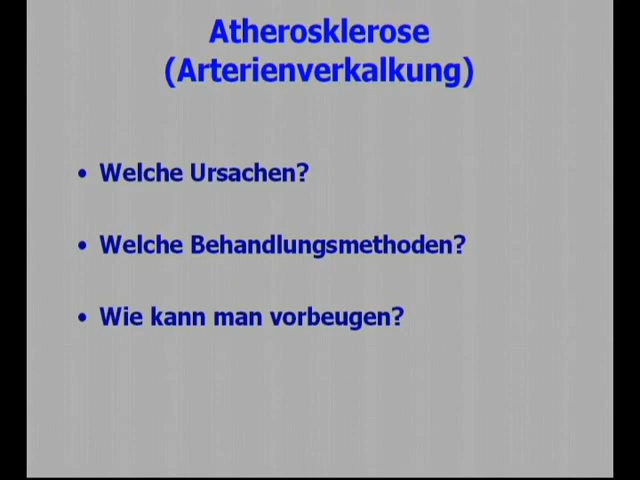 Atherosklerose
(Arterienverkalkung)
• Welche Ursachen?
• Welche Behandlungsmethoden?
• Wie kann man vorbeugen?